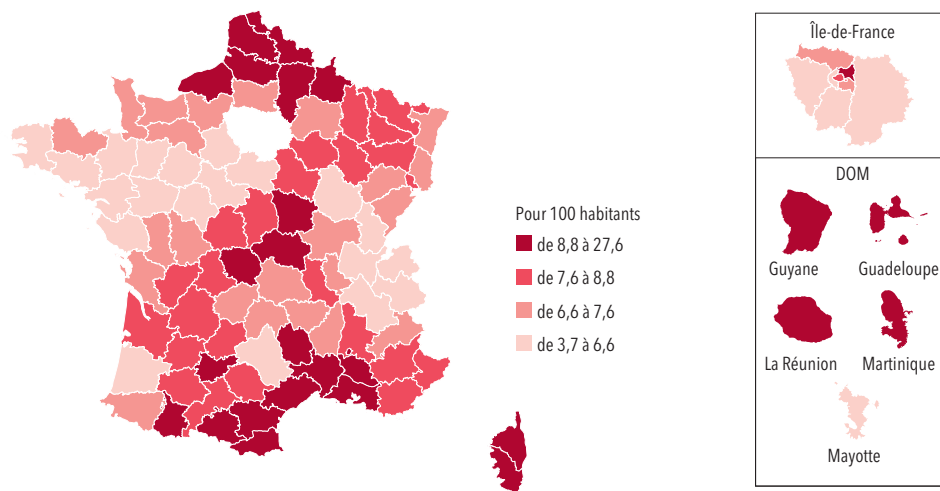 Île-de-France
DOM
Guyane
Guadeloupe
La Réunion
Martinique
Mayotte
Pour 100 habitants
de 8,8 à 27,6
de 7,6 à 8,8
de 6,6 à 7,6
de 3,7 à 6,6